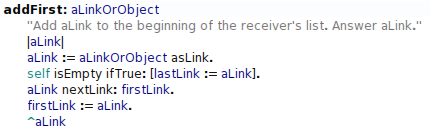 addFirst: aLinkOrObject
"Add aLink to the beginning of the receiver's list. Answer aLink."
|aLink|
aLink := aLinkOrObject asLink.
self isEmpty ifTrue: [lastLink := aLink].
aLink nextLink: firstLink.
firstLink := aLink.
^aLink